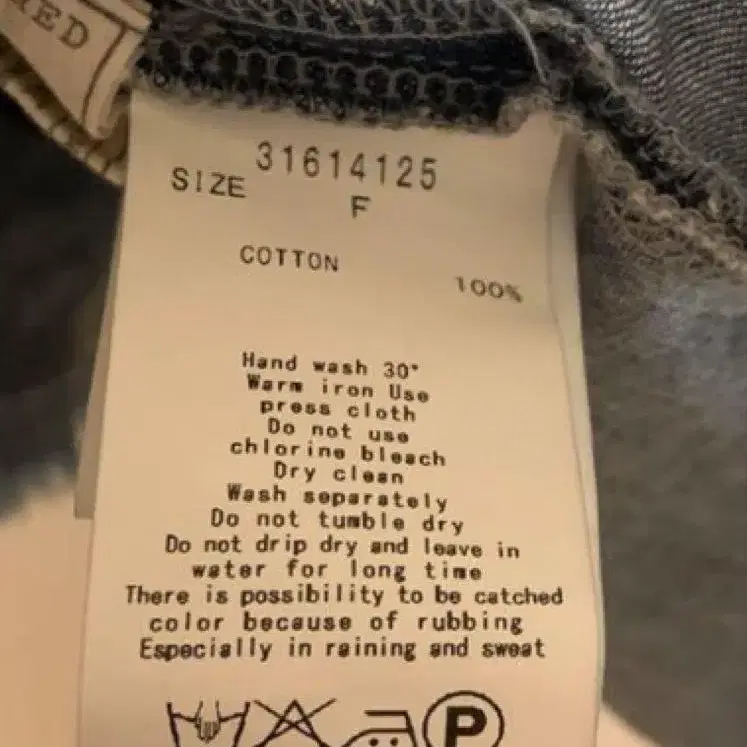 31614125
SIZE F
COTTON
100%
Hand wash 30°
Warm iron Use
press cloth
Do not use
chlorine bleach
Dry clean
Wash separately
Do not tumble dry
Do not drip dry and leave in
water for long time
There is possibility to be catched
color because of rubbing
Especially in raining and sweat
P